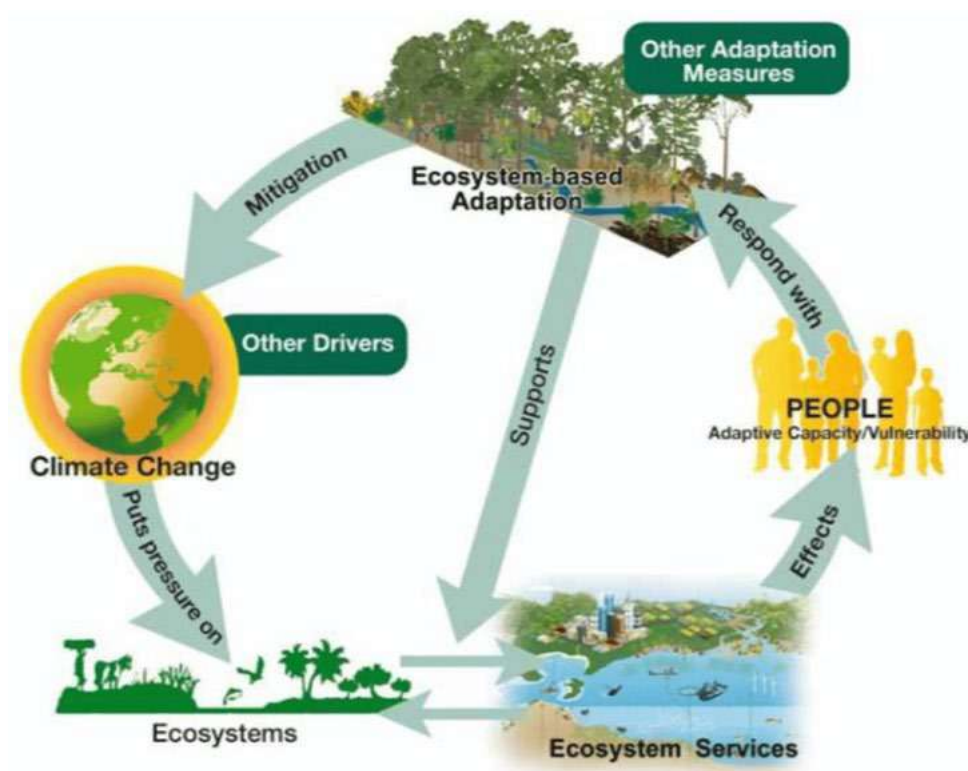 Other Adaptation
Measures
Mitigation
Ecosystem-based
Adaptation
Respond with
Other Drivers
Supports
PEOPLE
Adaptive Capacity/Vulnerability
Climate Change
Puts pressure on
Effects
Ecosystems
Ecosystem Services